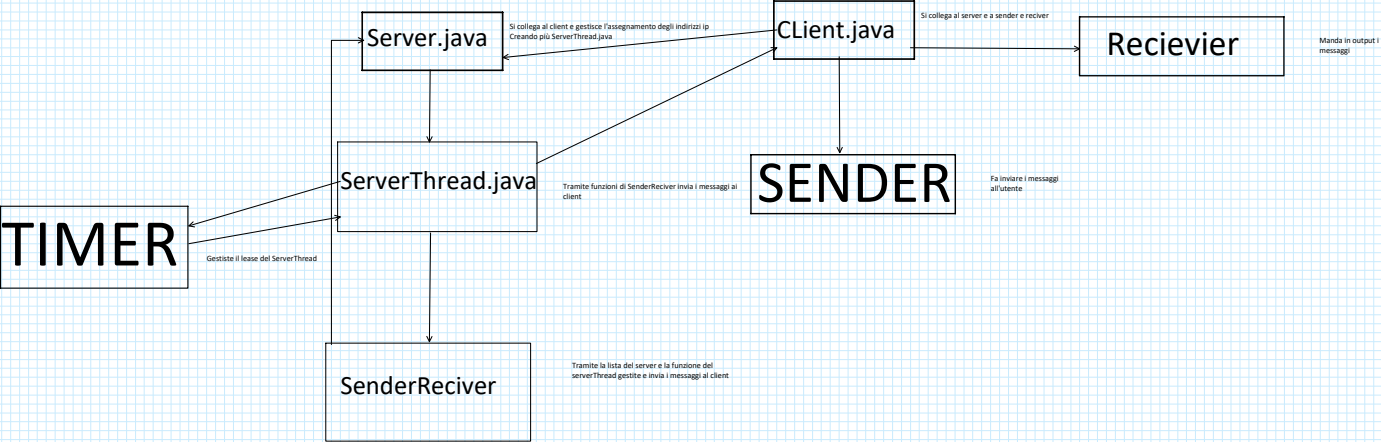 Server.java
Si collega al client e gestisce l'assegnamento degli indirizzi ip
Creando più ServerThread.java
CLient.java
Si collega al server e a sender e reciver
Recievier
Manda in output i
messaggi
ServerThread.java
Tramite funzioni di SenderReciver invia i messaggi ai
client
SENDER
Fa inviare i messaggi
all'utente
TIMER
Gestiste il lease del ServerThread
SenderReciver
Tramite la lista del server e la funzione del
serverThread gestite e invia i messaggi al client